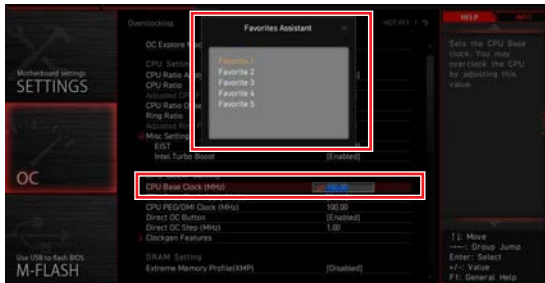 Overclocking
HOT KEY
HELP
INFO
Favorites Assistant
Favorite 1
Favorite 2
Favorite 3
Favorite 4
Favorite 5
OC Explore
Motherboard settings
SETTINGS
OC
Use USB to flash BIOS
M-FLASH
CPU
CPU Ratio
CPU Ratio
CPU Ratio
Ring Ratio
Misc Setting
EIST
Intel Turbo Boost [Enabled]
CPU Base Clock (MHz) 100.00
CPU PEG/DMI Clock (MHz) 100.00
Direct OC Button [Enabled]
Direct OC Step (MHz) 1.00
Clockgen Features
DRAM Setting
Extreme Memory Profile(XMP) [Disabled]
Sets the CPU Base
clock. You may
overclock the CPU
by adjusting this
value.
Move
Group Jump
Enter: Select
+/-: Value
F1: General Help